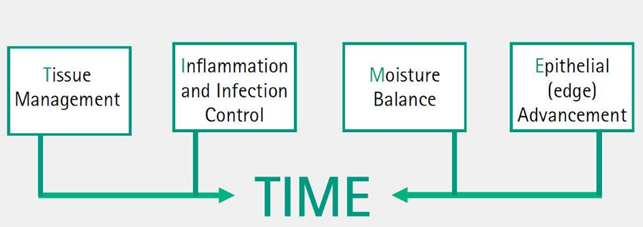 Tissue
Management
Inflammation
and Infection
Control
Moisture
Balance
Epithelial
(edge)
Advancement
TIME